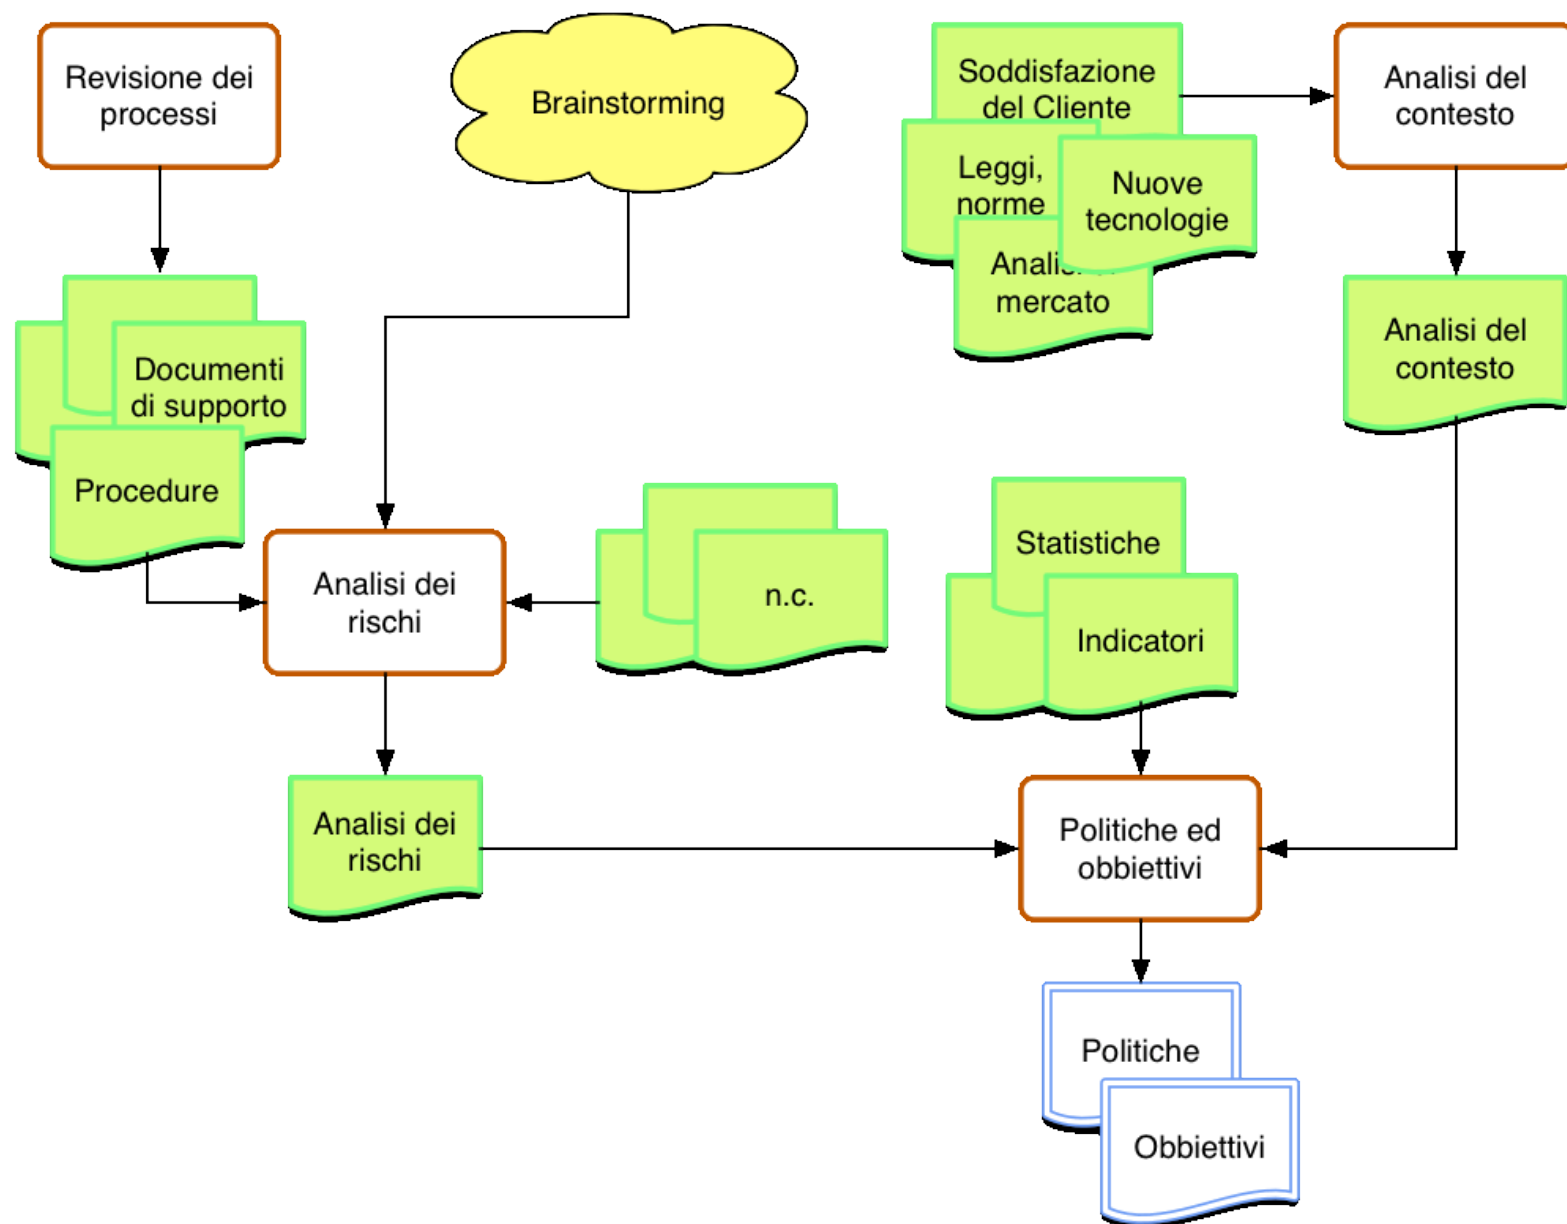 Revisione dei
processi
Brainstorming
Soddisfazione
del Cliente
Analisi del
contesto
Leggi,
norme
Nuove
tecnologie
Analisi
mercato
Analisi del
contesto
Documenti
di supporto
Procedure
Statistiche
Analisi dei
rischi
n.c.
Indicatori
Analisi dei
rischi
Politiche ed
obbiettivi
Politiche
Obbiettivi